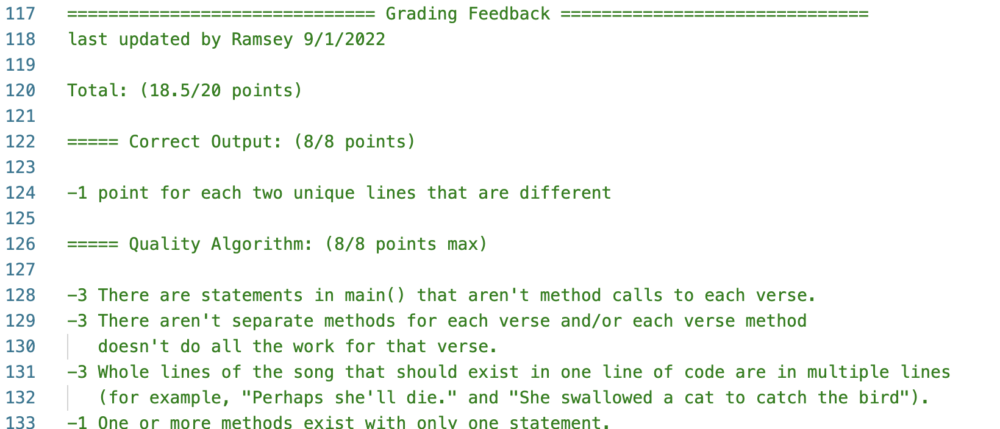 117 ============================== Grading Feedback ==============================
118 last updated by Ramsey 9/1/2022
119
120 Total: (18.5/20 points)
121
122 ===== Correct Output: (8/8 points)
123
124 -1 point for each two unique lines that are different
125
126 ===== Quality Algorithm: (8/8 points max)
127
128 -3 There are statements in main() that aren't method calls to each verse.
129 -3 There aren't separate methods for each verse and/or each verse method
130 doesn't do all the work for that verse.
131 -3 Whole lines of the song that should exist in one line of code are in multiple lines
132 (for example, "Perhaps she'll die." and "She swallowed a cat to catch the bird").
133 -1 One or more methods exist with only one statement.